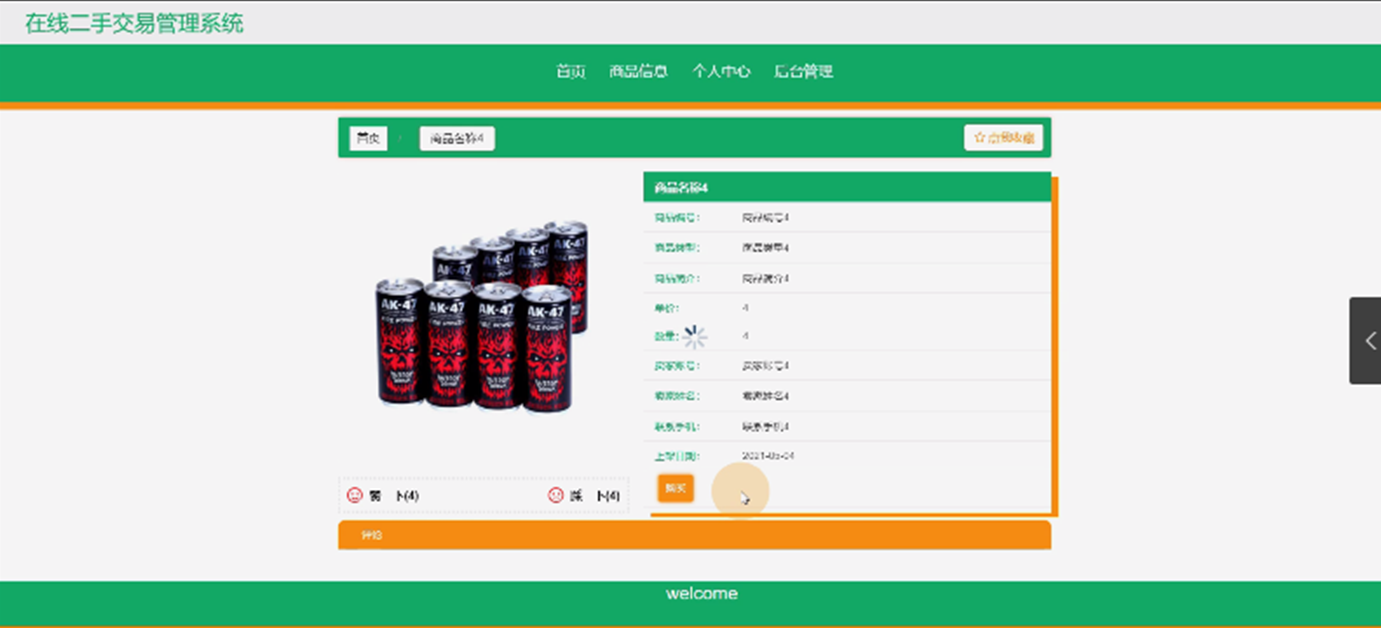 在线二手交易管理系统
首页 商品信息 个人中心 后台管理
首页 商品名称4 点我收藏
商品名称4
商品编号: 商品编号4
商品类型: 商品类型4
商品简介: 商品简介4
单价: 4
数量: 4
卖家账号: 卖家账号4
卖家姓名: 卖家姓名4
联系手机: 联系手机4
上架日期: 2021-05-04
购买
AK-47 AK-47 AK-47 AK-47
AK-47 AK-47 AK-47 AK-47
(4) (4)
评论
welcome